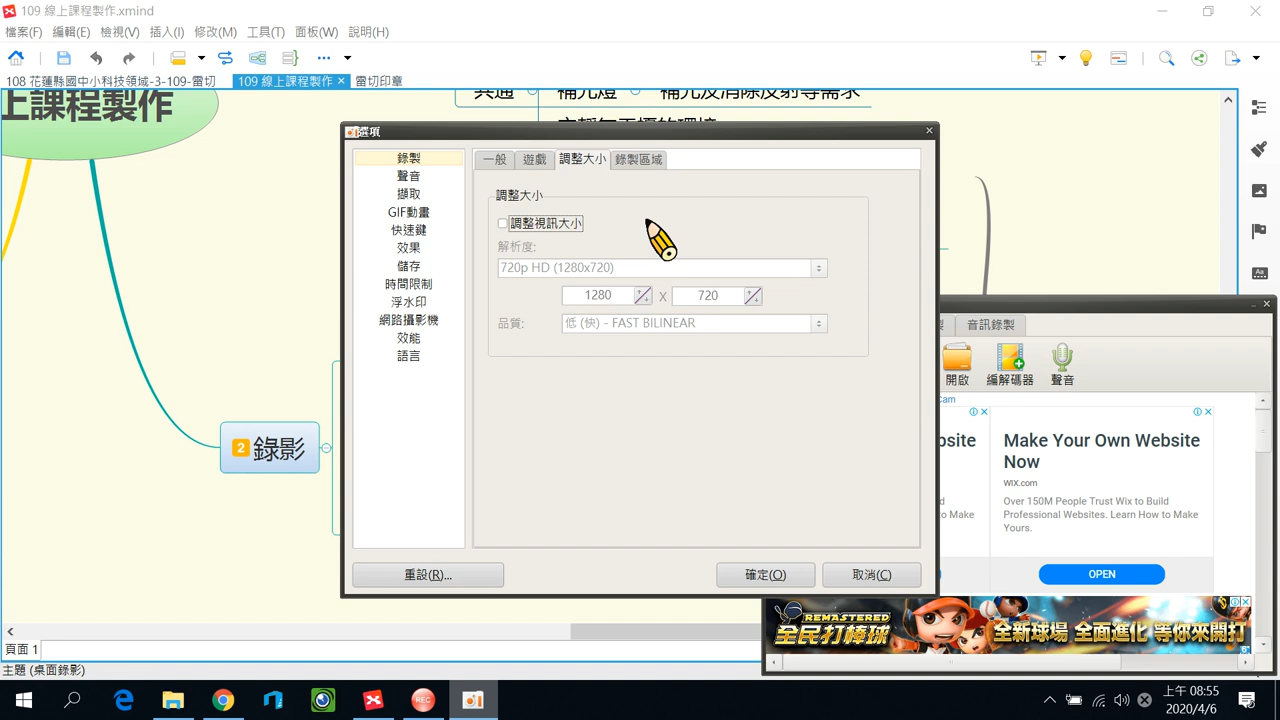 109 線上課程製作.xmind
檔案(F) 編輯(E) 檢視(V) 插入(I) 修改(M) 工具(T) 面板(W) 說明(H)
108 花蓮縣國中小科技領域-3-109-雷切 109 線上課程製作 雷切印章
上課程製作
共通 補光燈 補光及消除反射等需求
選項
錄製
聲音
擷取
GIF動畫
快速鍵
效果
儲存
時間限制
浮水印
網路攝影機
效能
語言
一般 遊戲 調整大小 錄製區域
調整大小
調整視訊大小
解析度:
720p HD (1280x720)
1280 X 720
品質: 低 (快) - FAST BILINEAR
重設(R)... 確定(O) 取消(C)
2 錄影
音訊錄製
開啟 編解碼器 聲音
Cam
bsite
Make Your Own Website
Now
WIX.com
Over 150M People Trust Wix to Build
Professional Websites. Learn How to Make
Yours.
d
o Make
OPEN
REMASTERED
全民打棒球
全新球場 全面進化 等你來開打
頁面 1
主題 (桌面錄影)
REC
上午 08:55
2020/4/6